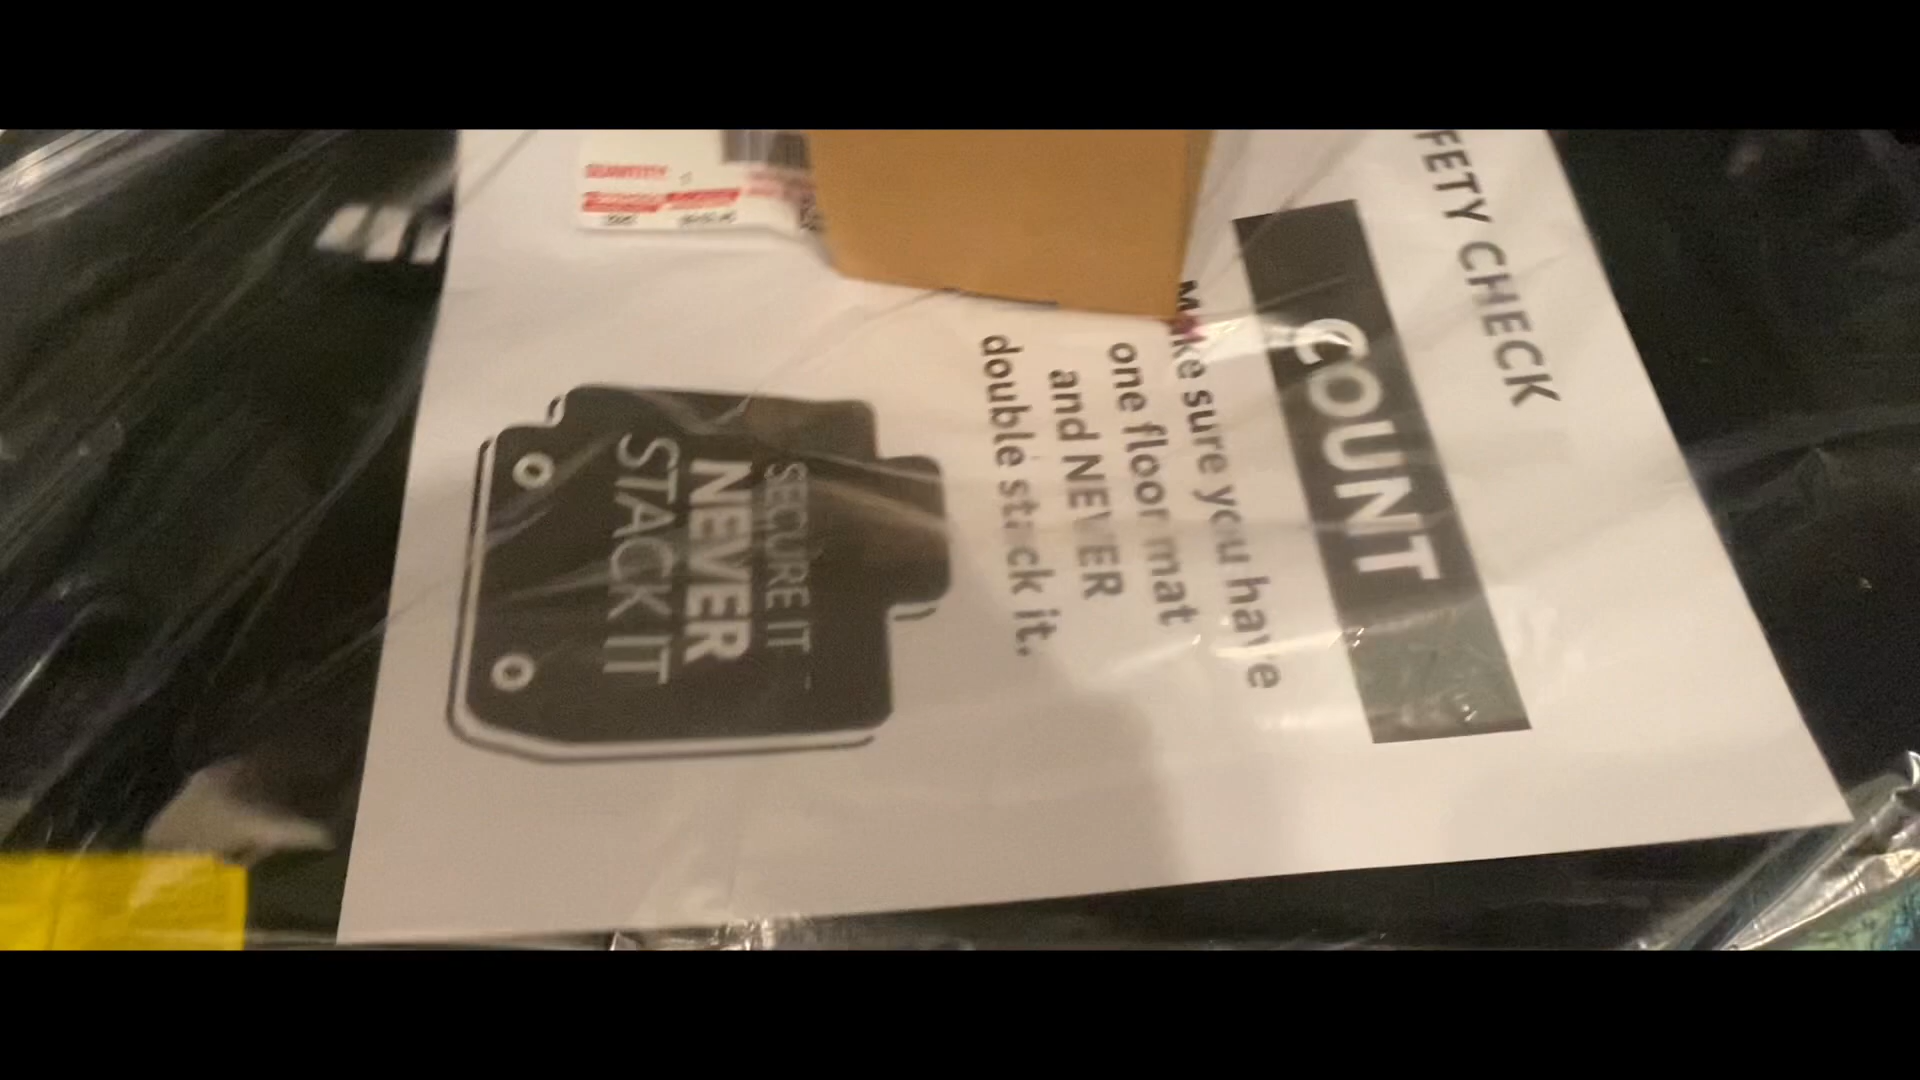 FETY CHECK
COUNT
Make sure you have
one floor mat
and NEVER
double stack it.
SECURE IT
NEVER
STACK IT
QUANTITY